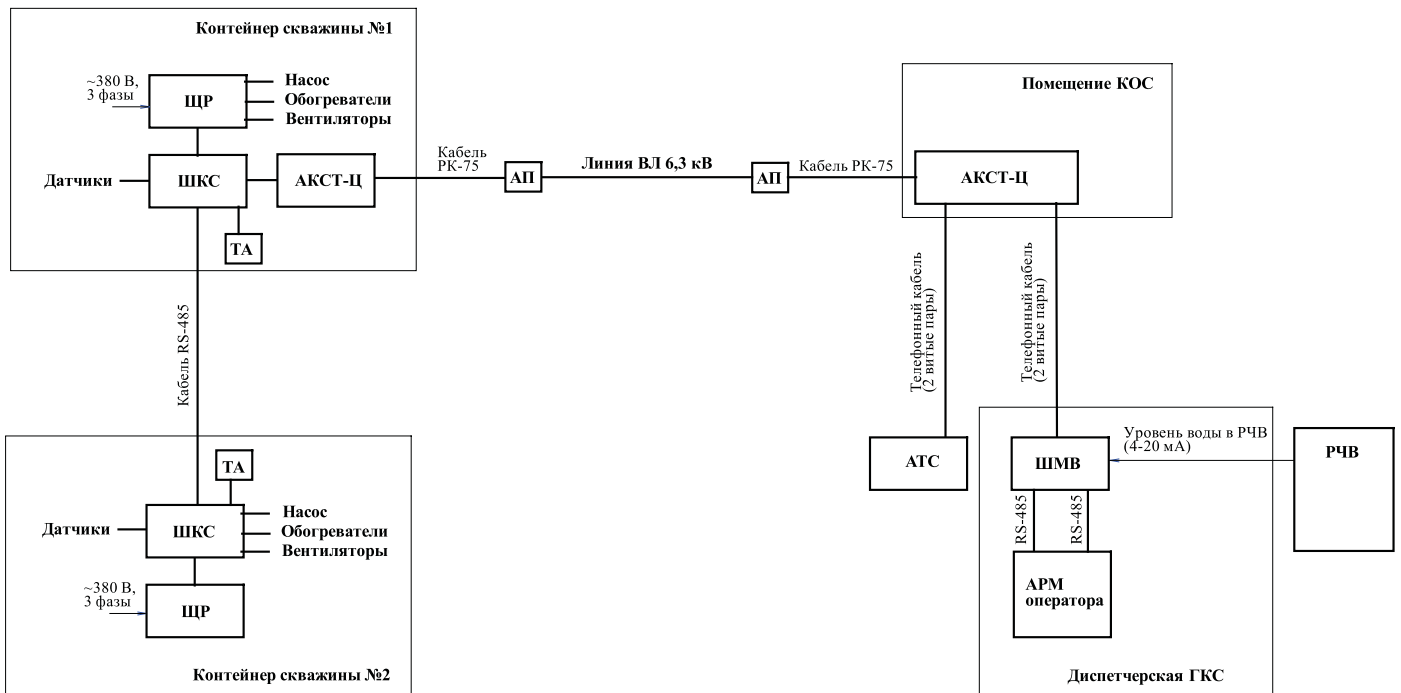 Контейнер скважины №1
~380 В,
3 фазы
ЩР
Насос
Обогреватели
Вентиляторы
Датчики
ШКС
АКСТ-Ц
ТА
Кабель
РК-75
АП
Линия ВЛ 6,3 кВ
АП
Кабель РК-75
Помещение КОС
АКСТ-Ц
Кабель RS-485
Телефонный кабель
(2 витые пары)
Телефонный кабель
(2 витые пары)
АТС
ШМВ
Уровень воды в РЧВ
(4-20 мА)
РЧВ
RS-485
RS-485
АРМ
оператора
Диспетчерская ГКС
ТА
Датчики
ШКС
Насос
Обогреватели
Вентиляторы
~380 В,
3 фазы
ЩР
Контейнер скважины №2